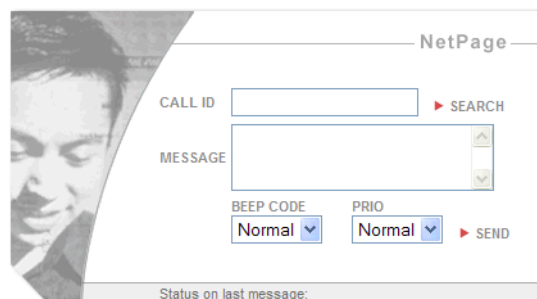 NetPage
CALL ID
SEARCH
MESSAGE
BEEP CODE PRIO
Normal Normal SEND
Status on last message: